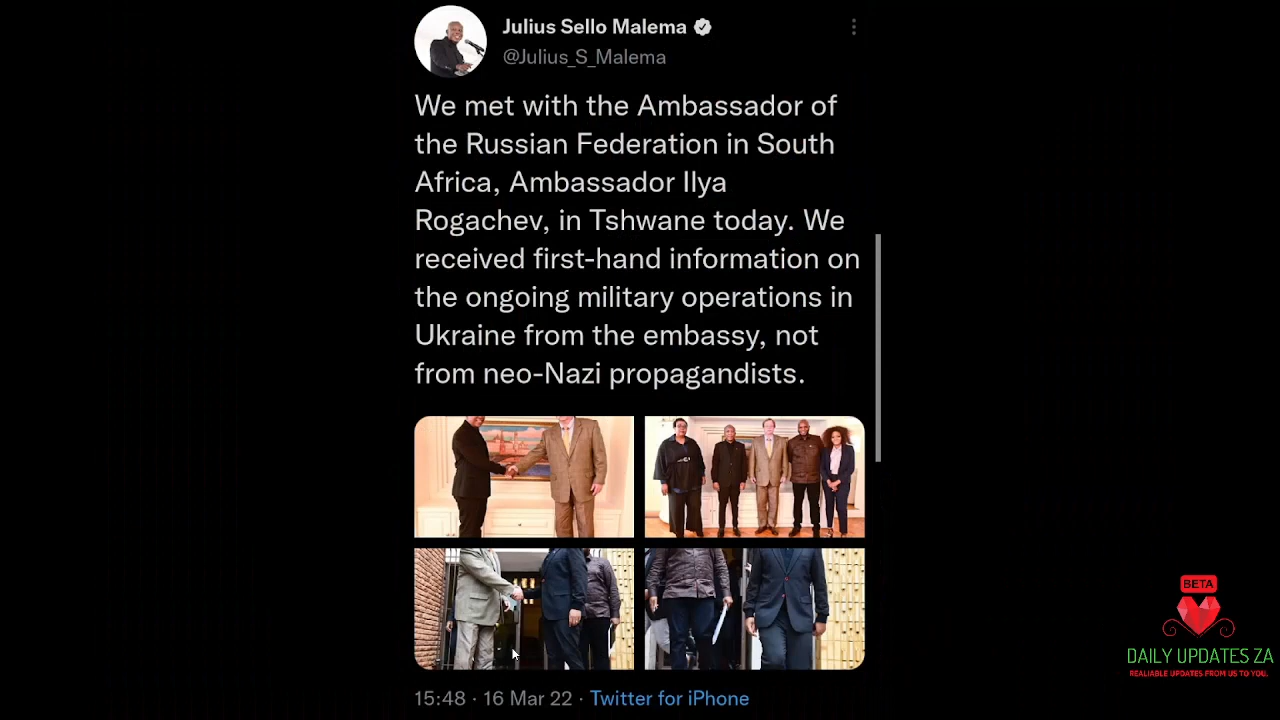 Julius Sello Malema
@Julius_S_Malema
We met with the Ambassador of
the Russian Federation in South
Africa, Ambassador Ilya
Rogachev, in Tshwane today. We
received first-hand information on
the ongoing military operations in
Ukraine from the embassy, not
from neo-Nazi propagandists.
15:48 · 16 Mar 22 · Twitter for iPhone
BETA
DAILY UPDATES ZA
REALIABLE UPDATES FROM US TO YOU.